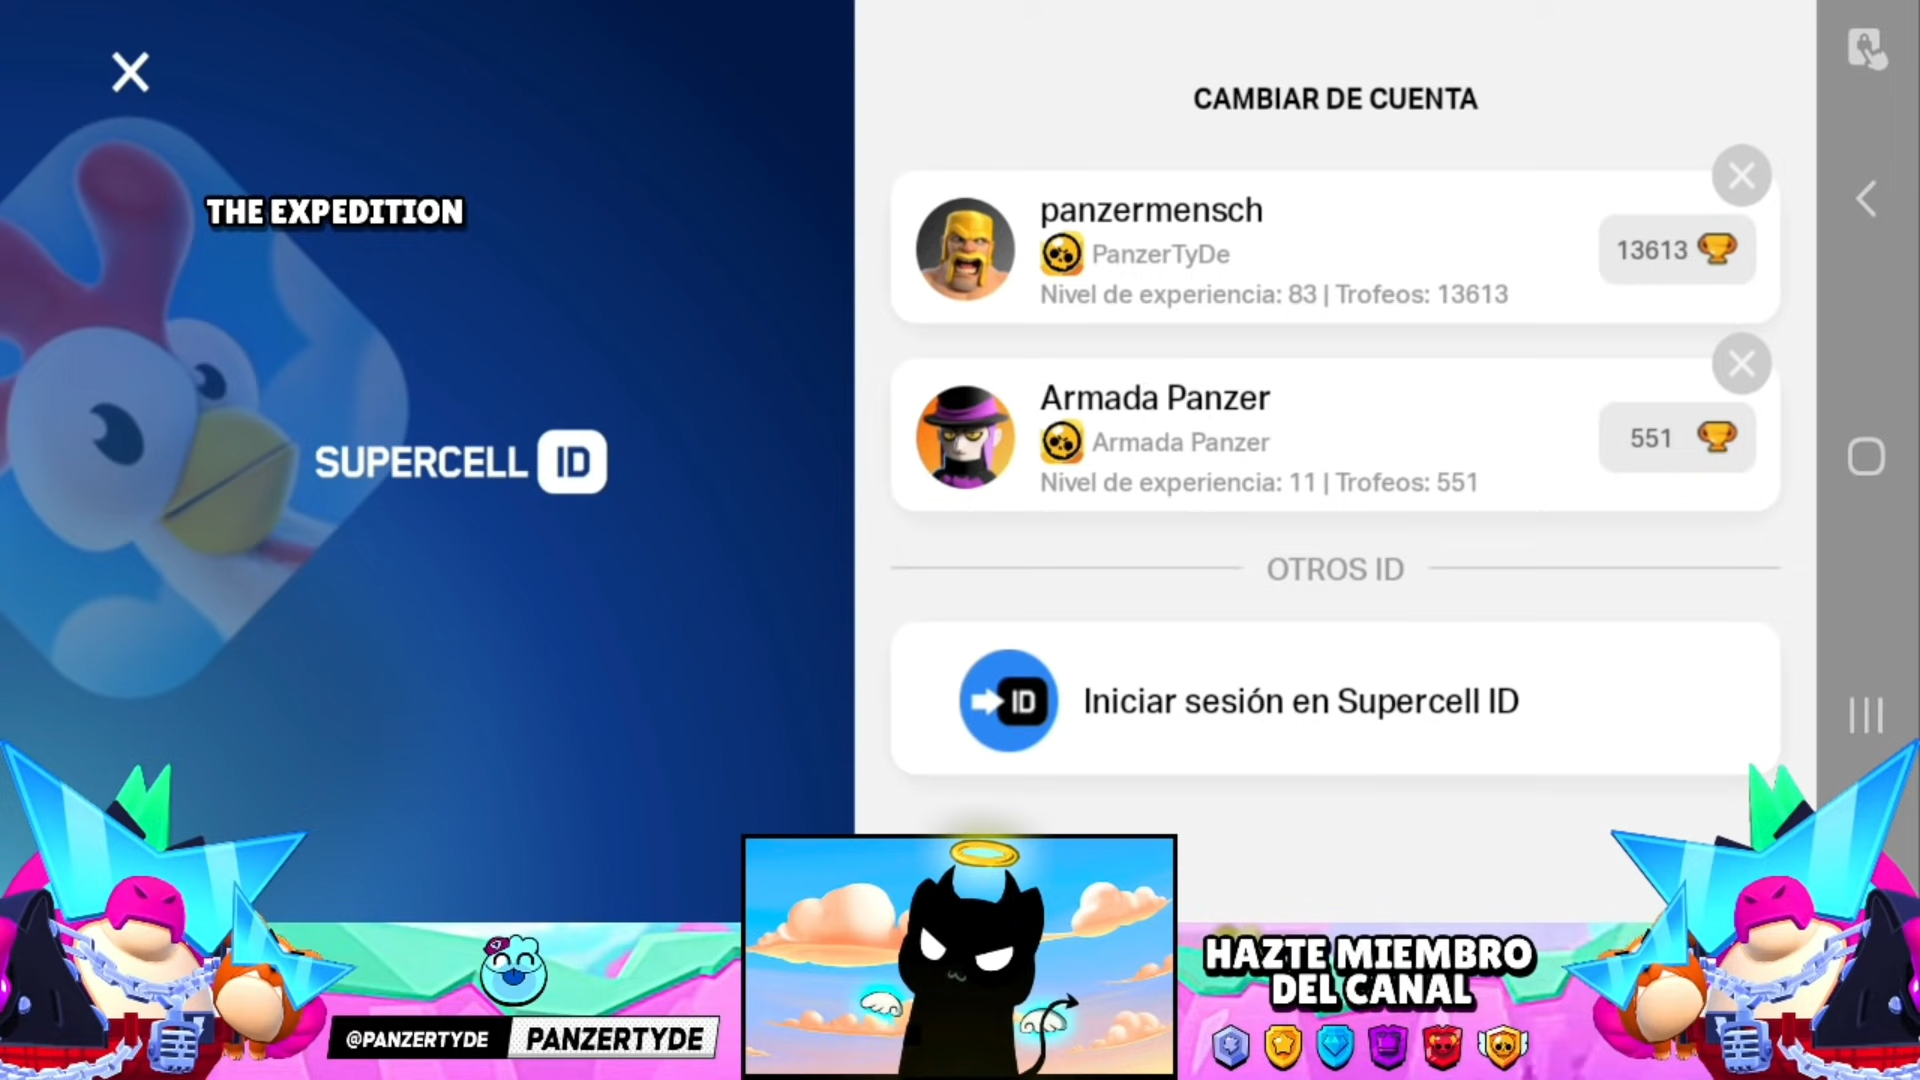 CAMBIAR DE CUENTA
THE EXPEDITION
SUPERCELL ID
panzermensch
PanzerTyDe
Nivel de experiencia: 83 | Trofeos: 13613
13613
Armada Panzer
Armada Panzer
Nivel de experiencia: 11 | Trofeos: 551
551
OTROS ID
ID
Iniciar sesión en Supercell ID
@PANZERTYDE
PANZERTYDE
HAZTE MIEMBRO
DEL CANAL